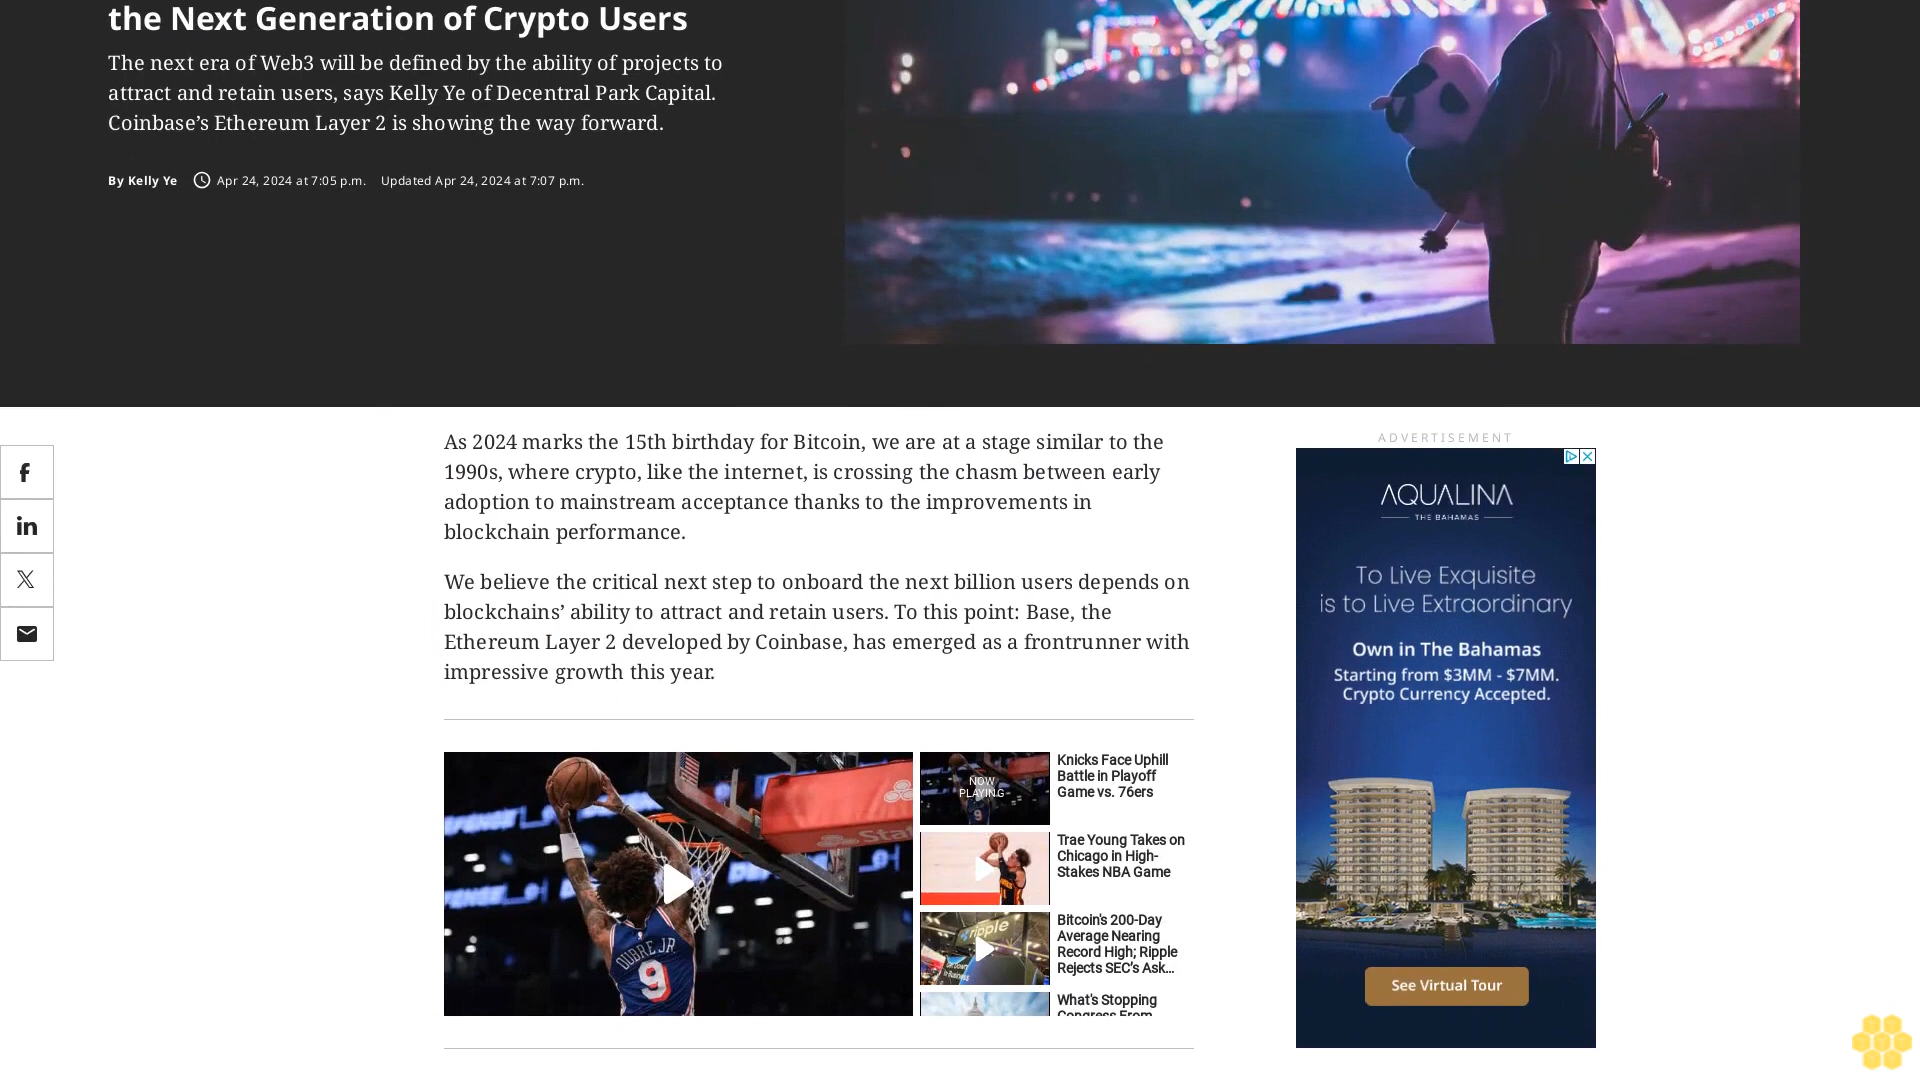 the Next Generation of Crypto Users
The next era of Web3 will be defined by the ability of projects to
attract and retain users, says Kelly Ye of Decentral Park Capital.
Coinbase’s Ethereum Layer 2 is showing the way forward.
By Kelly Ye Apr 24, 2024 at 7:05 p.m. Updated Apr 24, 2024 at 7:07 p.m.
As 2024 marks the 15th birthday for Bitcoin, we are at a stage similar to the
1990s, where crypto, like the internet, is crossing the chasm between early
adoption to mainstream acceptance thanks to the improvements in
blockchain performance.
We believe the critical next step to onboard the next billion users depends on
blockchains’ ability to attract and retain users. To this point: Base, the
Ethereum Layer 2 developed by Coinbase, has emerged as a frontrunner with
impressive growth this year.
OUBRE JR.
9
NOW
PLAYING
Knicks Face Uphill
Battle in Playoff
Game vs. 76ers
Trae Young Takes on
Chicago in High-
Stakes NBA Game
ripple
Bitcoin's 200-Day
Average Nearing
Record High; Ripple
Rejects SEC’s Ask...
What's Stopping
Congress From
ADVERTISEMENT
AQUALINA
THE BAHAMAS
To Live Exquisite
is to Live Extraordinary
Own in The Bahamas
Starting from $3MM - $7MM.
Crypto Currency Accepted.
See Virtual Tour